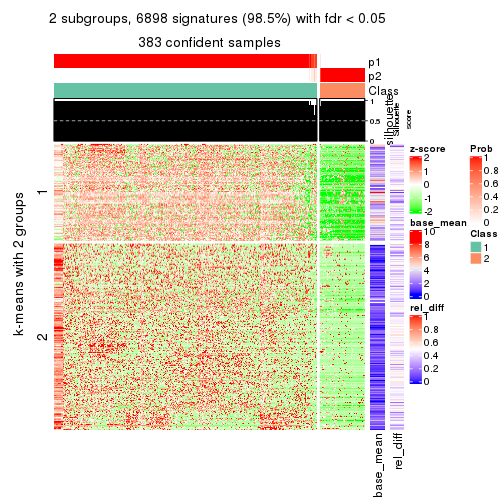 2 subgroups, 6898 signatures (98.5%) with fdr < 0.05
383 confident samples
p1
p2
Class
1
0.5
0
silhouette
Silhouette
score
k-means with 2 groups
1
2
base_mean
rel_diff
z-score
2
1
0
-1
-2
base_mean
10
8
6
4
2
0
rel_diff
1
0.8
0.6
0.4
0.2
0
Prob
1
0.8
0.6
0.4
0.2
0
Class
1
2